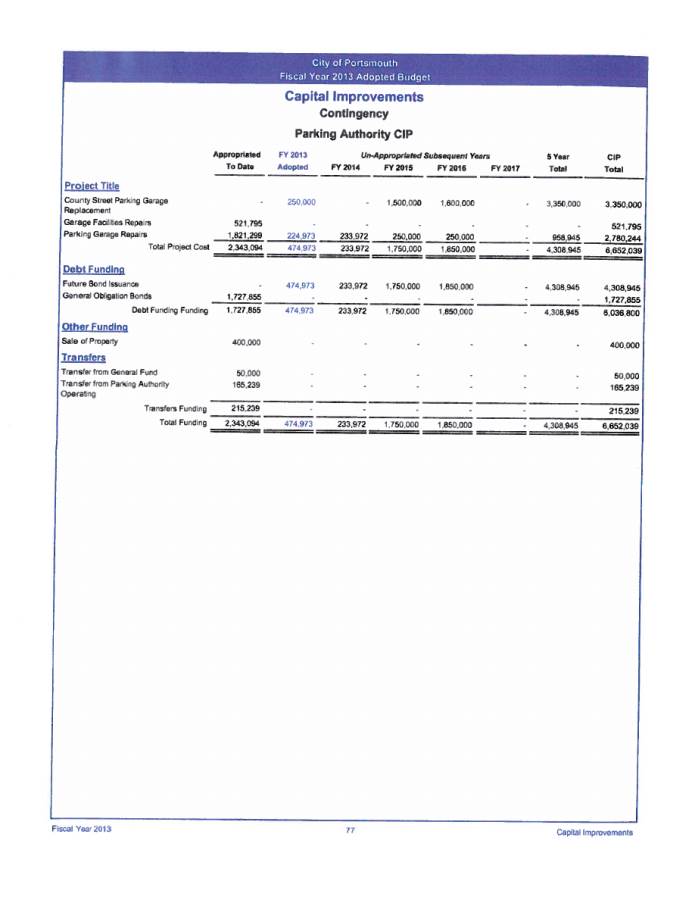 City of Portsmouth
Fiscal Year 2013 Adopted Budget
Capital Improvements
Contingency
Parking Authority CIP
Appropriated FY 2013 Un-Appropriated Subsequent Years 5 Year CIP
To Date Adopted FY 2014 FY 2015 FY 2016 FY 2017 Total Total
Project Title
County Street Parking Garage - 250,000 - 1,500,000 1,600,000 - 3,350,000 3,350,000
Replacement
Garage Facilities Repairs 521,795 - - - - - - 521,795
Parking Garage Repairs 1,821,299 224,973 233,972 250,000 250,000 - 958,945 2,780,244
Total Project Cost 2,343,094 474,973 233,972 1,750,000 1,850,000 - 4,308,945 6,652,039
Debt Funding
Future Bond Issuance - 474,973 233,972 1,750,000 1,850,000 - 4,308,945 4,308,945
General Obligation Bonds 1,727,855 - - - - - - 1,727,855
Debt Funding Funding 1,727,855 474,973 233,972 1,750,000 1,850,000 - 4,308,945 6,036,800
Other Funding
Sale of Property 400,000 - - - - - - 400,000
Transfers
Transfer from General Fund 50,000 - - - - - - 50,000
Transfer from Parking Authority 165,239 - - - - - - 165,239
Operating
Transfers Funding 215,239 - - - - - - 215,239
Total Funding 2,343,094 474,973 233,972 1,750,000 1,850,000 - 4,308,945 6,652,039
Fiscal Year 2013 77 Capital Improvements